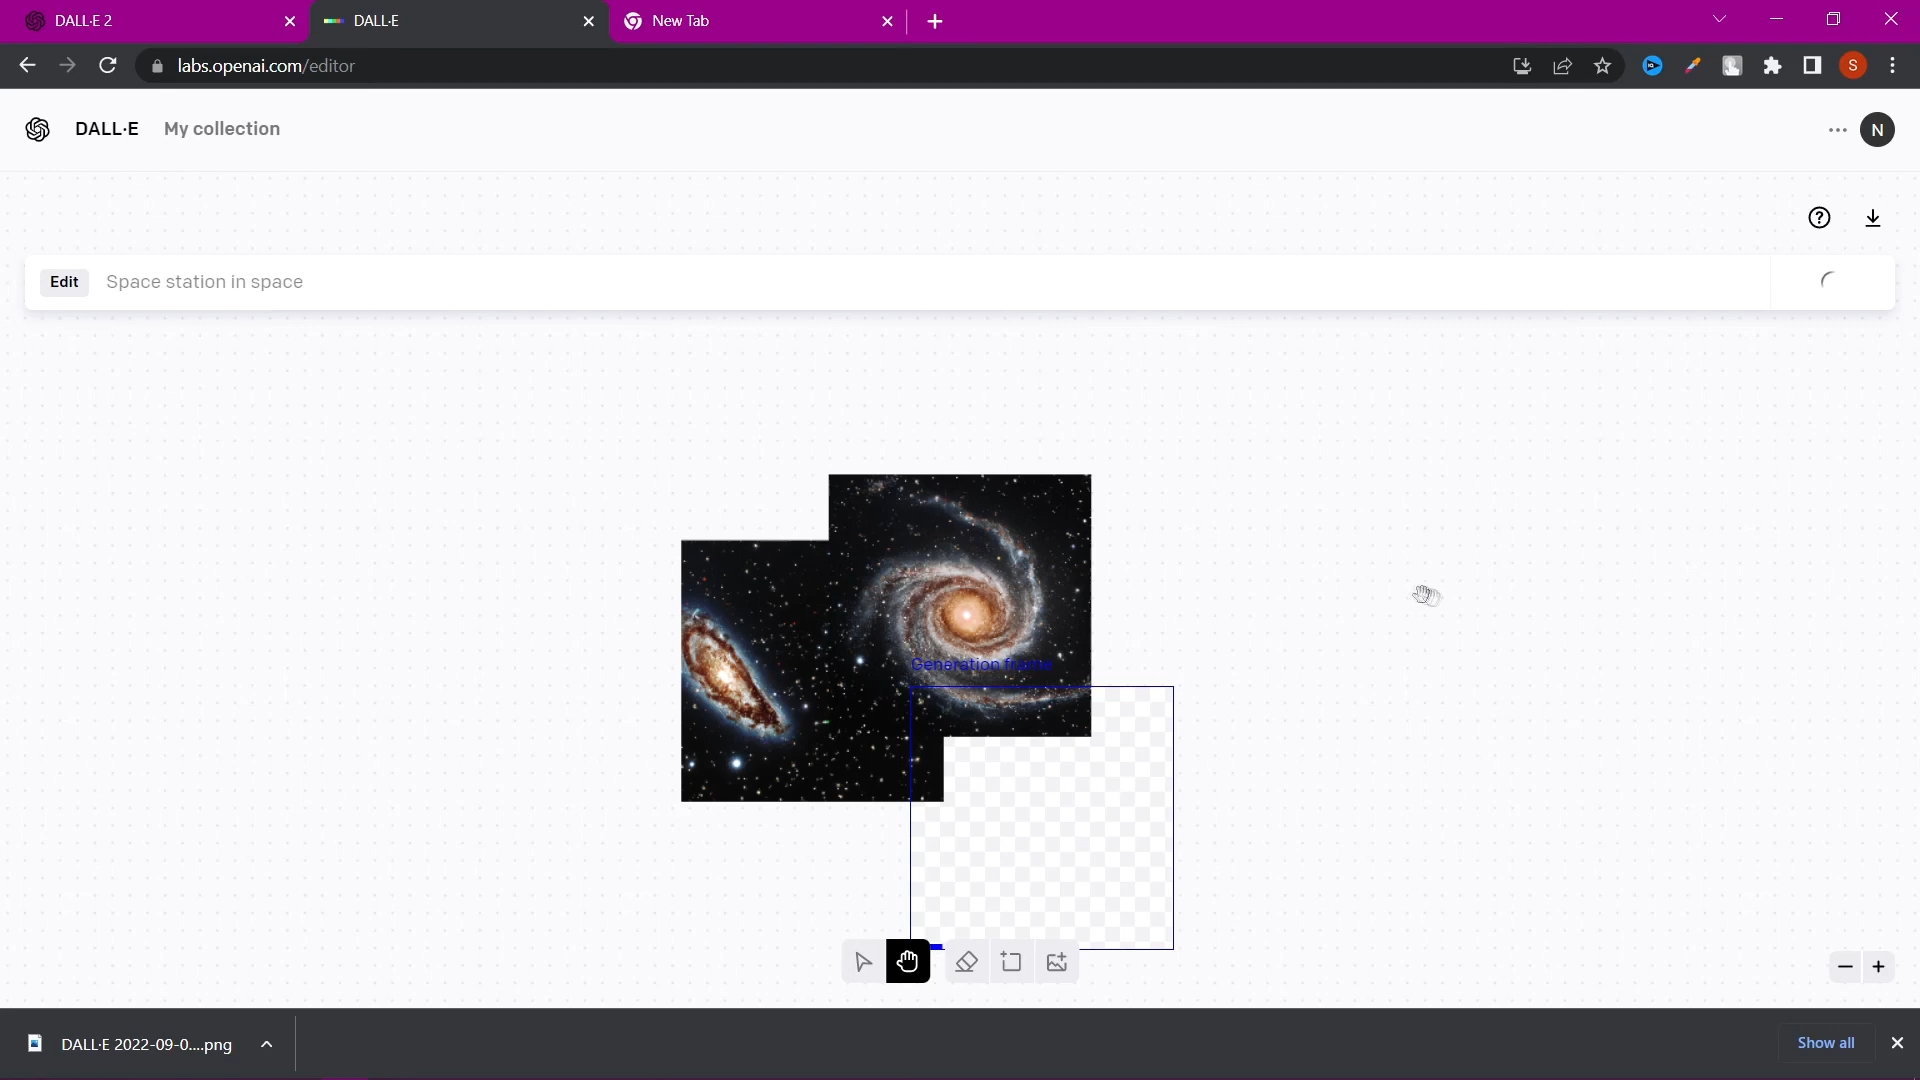 DALL·E 2
DALL·E
New Tab
labs.openai.com/editor
S
DALL·E
My collection
N
Edit
Space station in space
Generation frame
DALL·E 2022-09-0....png
Show all